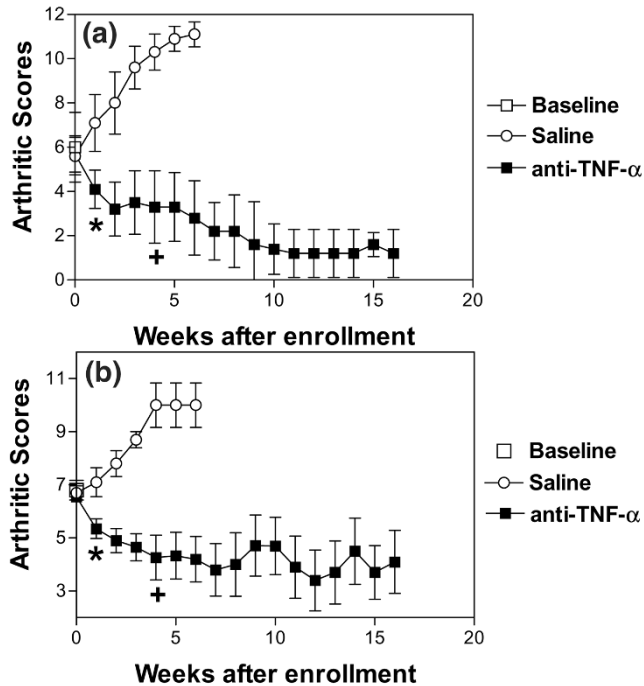 (a)
Arthritic Scores
12
10
8
6
4
2
0
*
+
0 5 10 15 20
Weeks after enrollment
Baseline
Saline
anti-TNF-α
(b)
Arthritic Scores
11
9
7
5
3
*
+
0 5 10 15 20
Weeks after enrollment
Baseline
Saline
anti-TNF-α